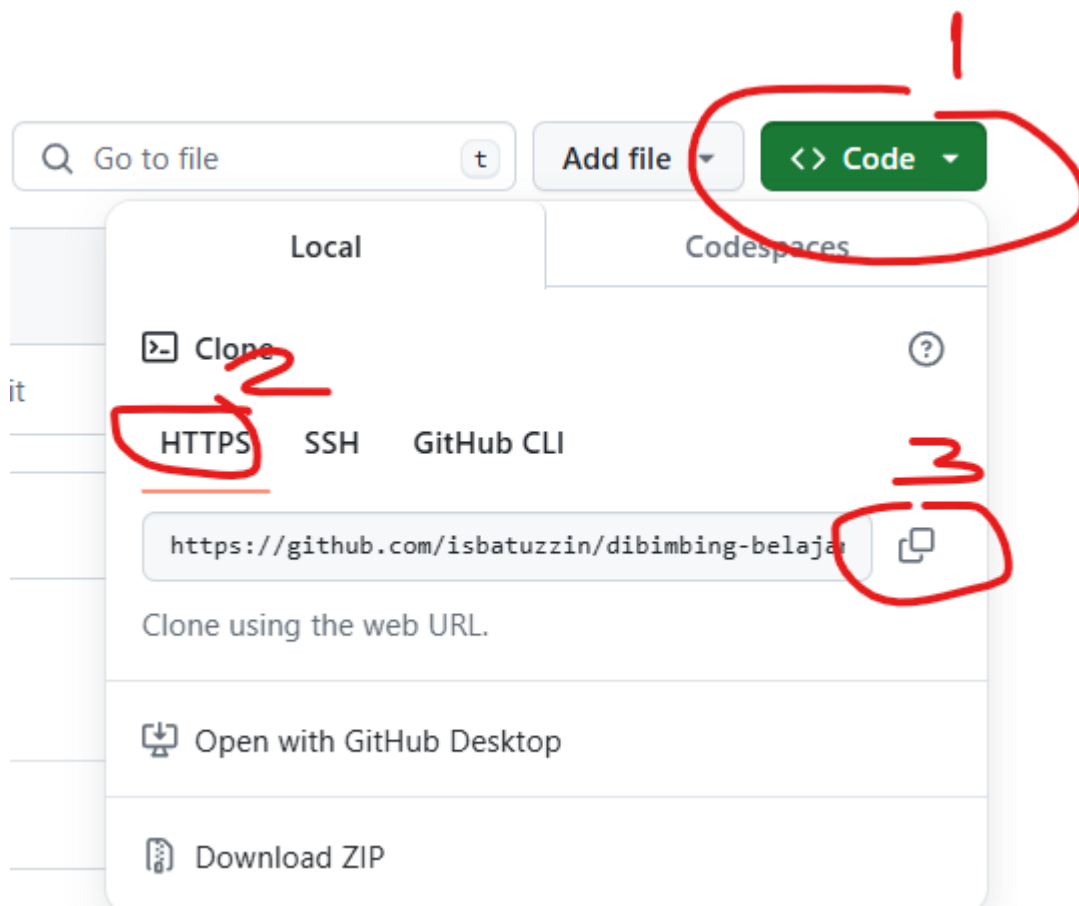 1
Go to file t Add file <> Code
Local Codespaces
Clone
2
it
HTTPS SSH GitHub CLI
3
https://github.com/isbatuzzin/dibimbing-belaja
Clone using the web URL.
Open with GitHub Desktop
Download ZIP